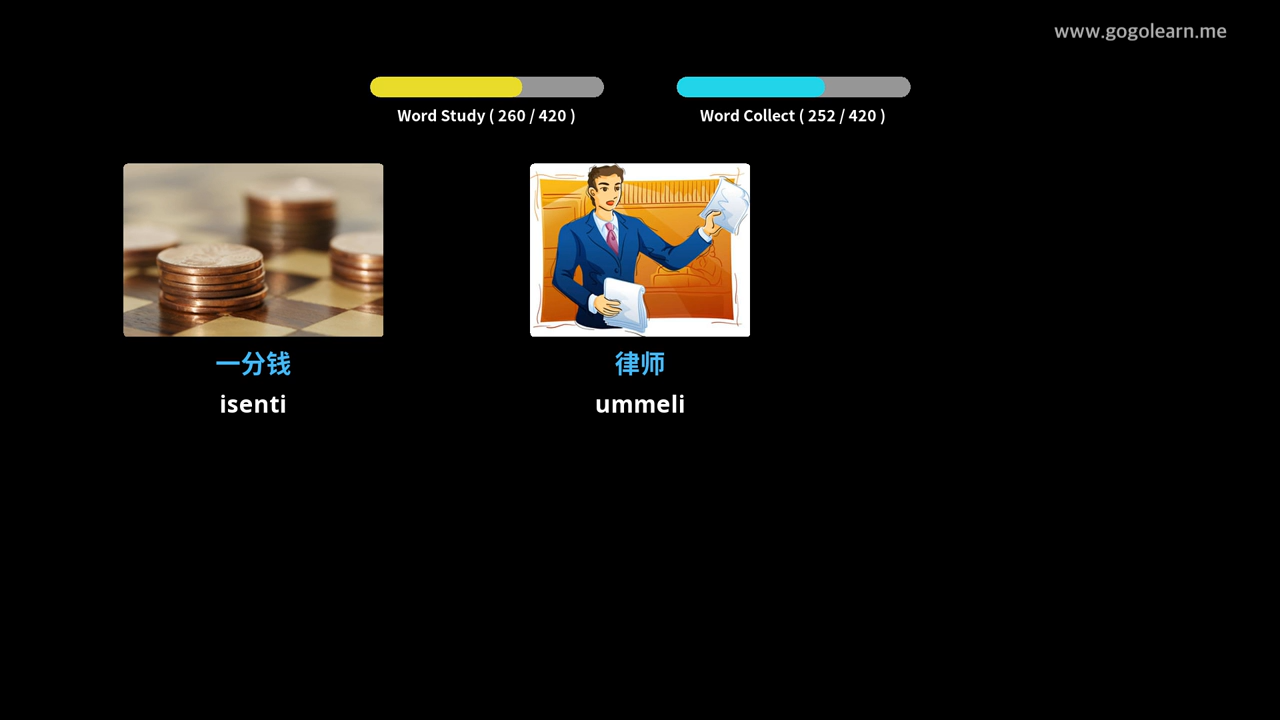 www.gogolearn.me
Word Study ( 260 / 420 )
Word Collect ( 252 / 420 )
一分钱
isenti
律师
ummeli